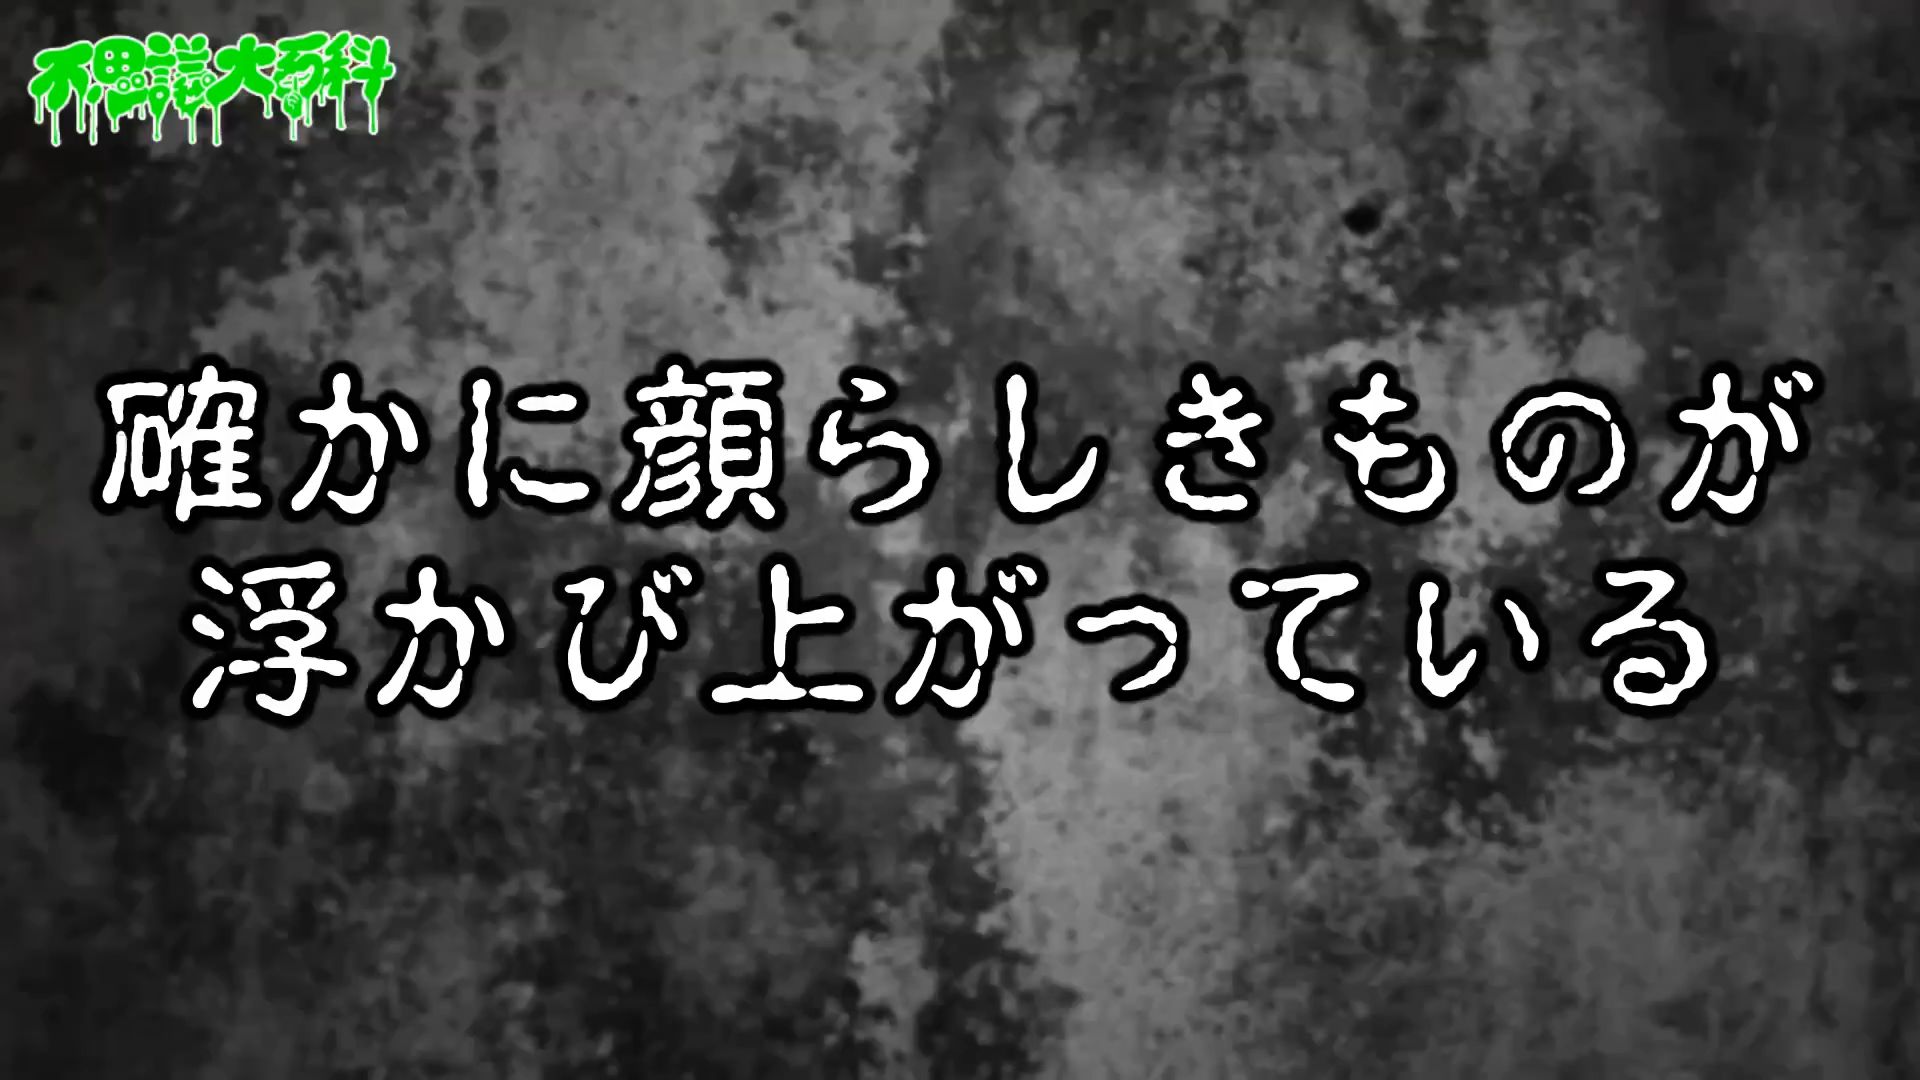 不思議大百科
確かに顔らしきものが
浮かび上がっている